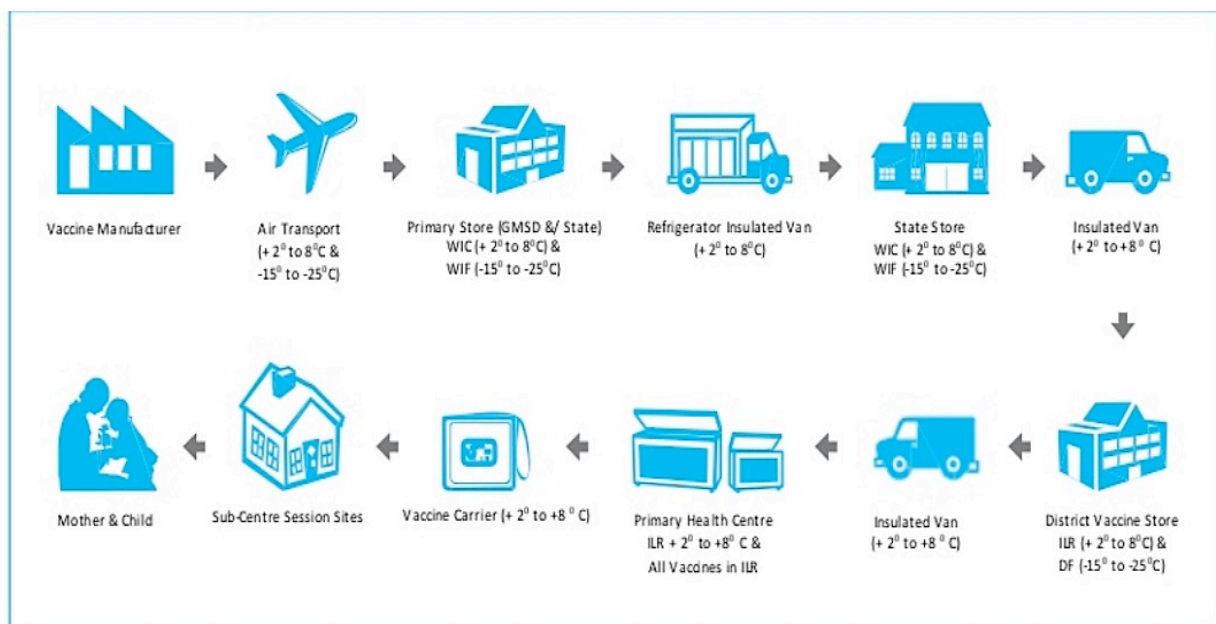 Vaccine Manufacturer
Air Transport
(+ 2⁰ to 8⁰C &
-15⁰ to -25⁰C)
Primary Store (GMSD &/ State)
WIC (+ 2⁰ to 8⁰C) &
WIF (-15⁰ to -25⁰C)
Refrigerator Insulated Van
(+ 2⁰ to 8⁰C)
State Store
WIC (+ 2⁰ to 8⁰C) &
WIF (-15⁰ to -25⁰C)
Insulated Van
(+ 2⁰ to +8 ⁰ C)
Mother & Child
Sub-Centre Session Sites
Vaccine Carrier (+ 2⁰ to +8 ⁰ C)
Primary Health Centre
ILR + 2⁰ to +8⁰ C &
All Vaccines in ILR
Insulated Van
(+ 2⁰ to +8 ⁰ C)
District Vaccine Store
ILR (+ 2⁰ to 8⁰C) &
DF (-15⁰ to -25⁰C)